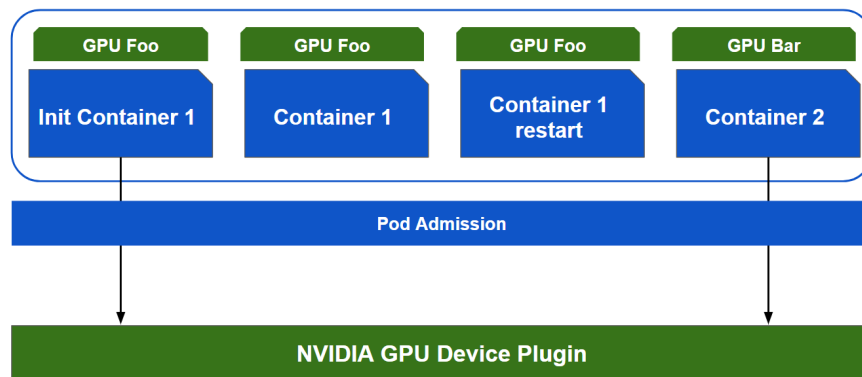 GPU Foo
GPU Foo
GPU Foo
GPU Bar
Init Container 1
Container 1
Container 1
restart
Container 2
Pod Admission
NVIDIA GPU Device Plugin